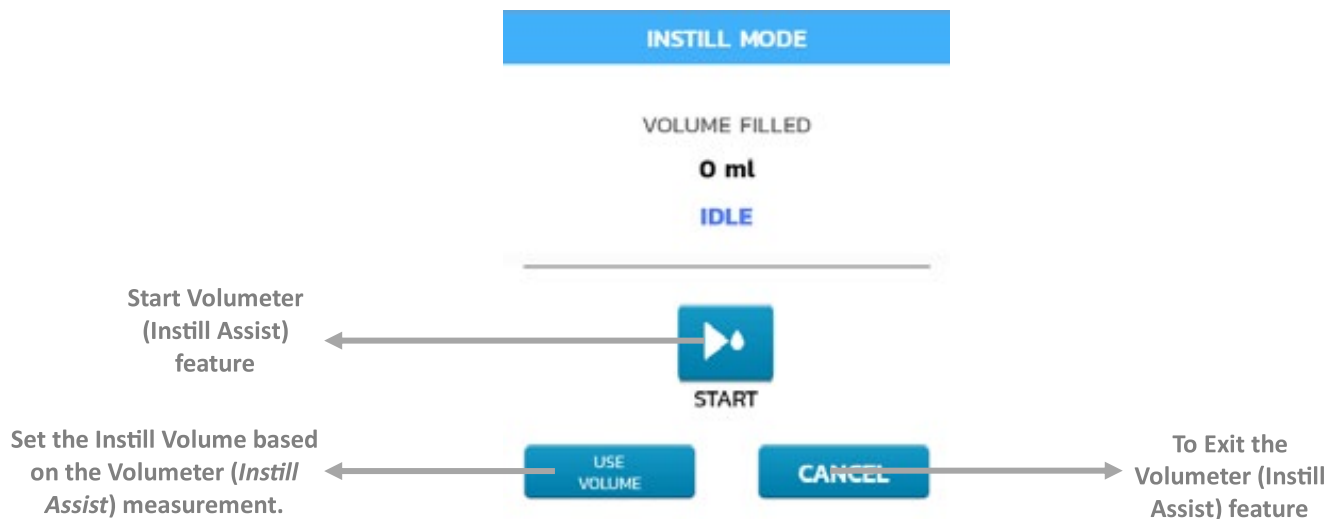 INSTILL MODE
VOLUME FILLED
0 ml
IDLE
Start Volumeter
(Instill Assist)
feature
START
Set the Instill Volume based
on the Volumeter (Instill
Assist) measurement.
USE
VOLUME
CANCEL
To Exit the
Volumeter (Instill
Assist) feature